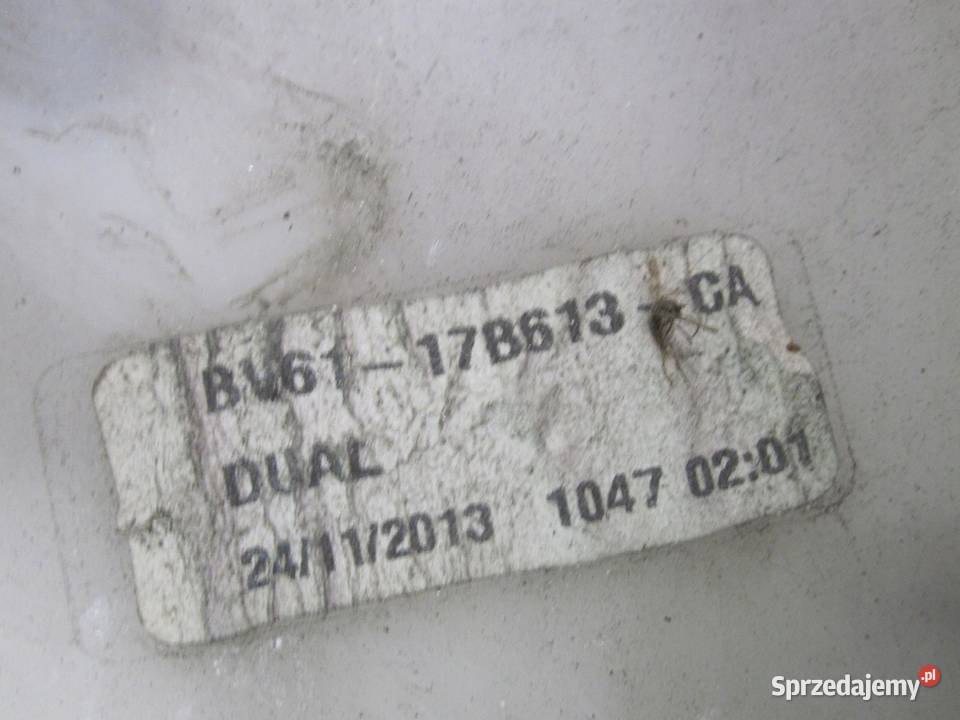 BV61-17B613-CA
DUAL
24/11/2013 1047 02:01
Sprzedajemy.pl